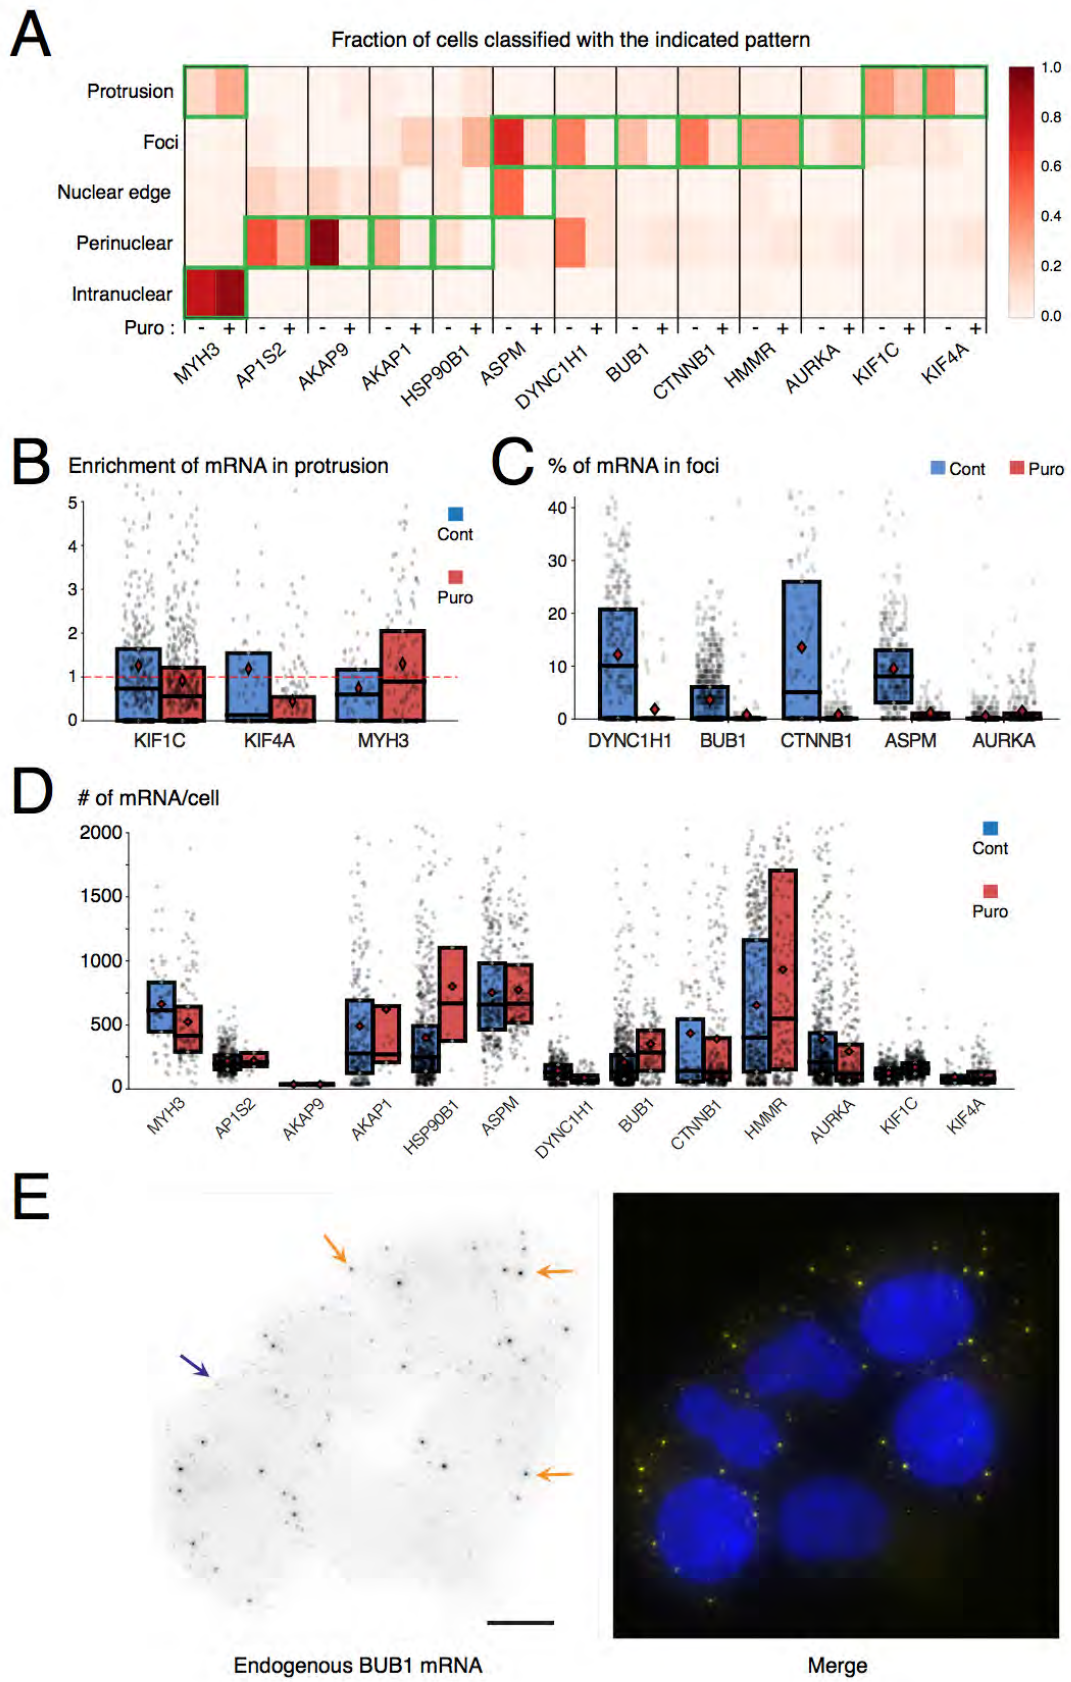 A
Fraction of cells classified with the indicated pattern
Protrusion
Foci
Nuclear edge
Perinuclear
Intranuclear
1.0
0.8
0.6
0.4
0.2
0.0
Puro : - + - + - + - + - + - + - + - + - + - + - + - + - +
MYH3 AP1S2 AKAP9 AKAP1 HSP90B1 ASPM DYNC1H1 BUB1 CTNNB1 HMMR AURKA KIF1C KIF4A
B Enrichment of mRNA in protrusion
5
4
3
2
1
0
Cont
Puro
KIF1C KIF4A MYH3
C % of mRNA in foci
Cont Puro
40
30
20
10
0
DYNC1H1 BUB1 CTNNB1 ASPM AURKA
D # of mRNA/cell
2000
1500
1000
500
0
Cont
Puro
MYH3 AP1S2 AKAP9 AKAP1 HSP90B1 ASPM DYNC1H1 BUB1 CTNNB1 HMMR AURKA KIF1C KIF4A
E
Endogenous BUB1 mRNA Merge